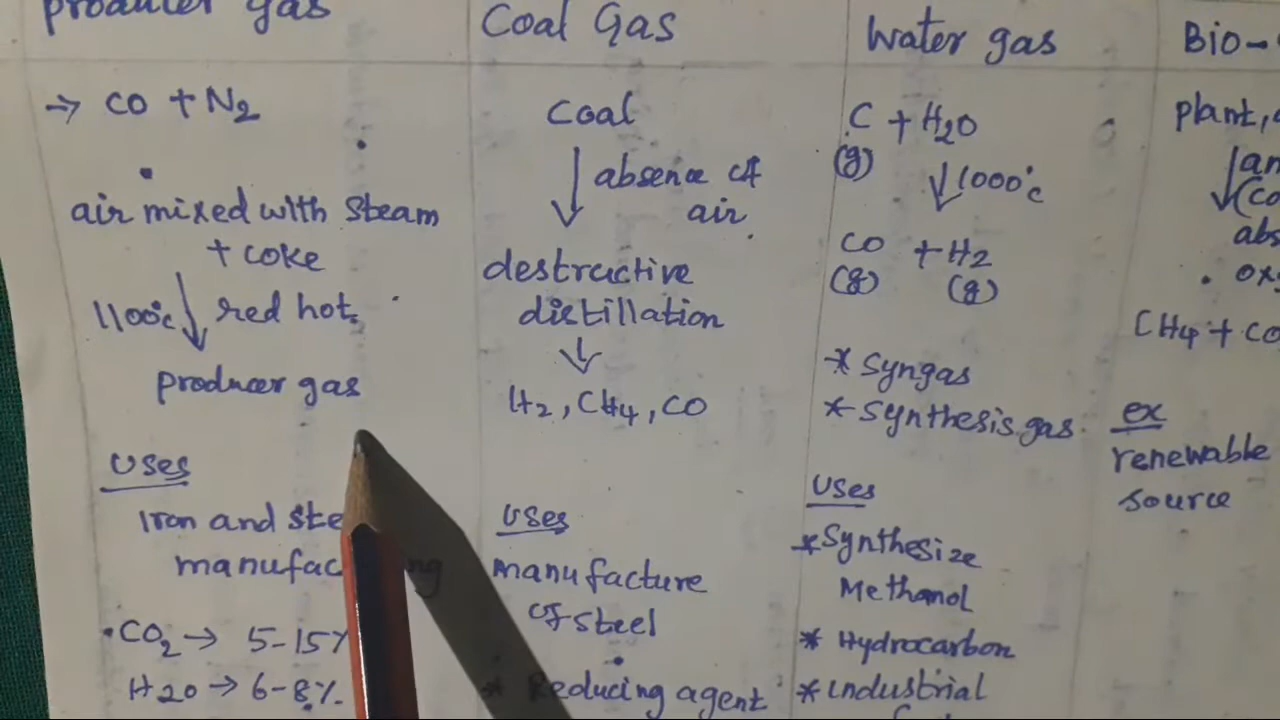 producer gas
→ CO + N2
air mixed with steam
+ coke
1100°c red hot
producer gas
Uses
Iron and
CO2 → 5-15%
H2O → 6-8%
Coal Gas
Coal
absence of
air
destructive
distillation
H2, CH4, CO
Uses
Manufacture
of steel
* Reducing agent
Water gas
C + H2O
(g)
1000°c
CO + H2
(g) (g)
* Syngas
* Synthesis gas
Uses
* Synthesize
Methanol
* Hydrocarbon
* Industrial
Bio-
plant,
CH4 + CO
ex
renewable
source